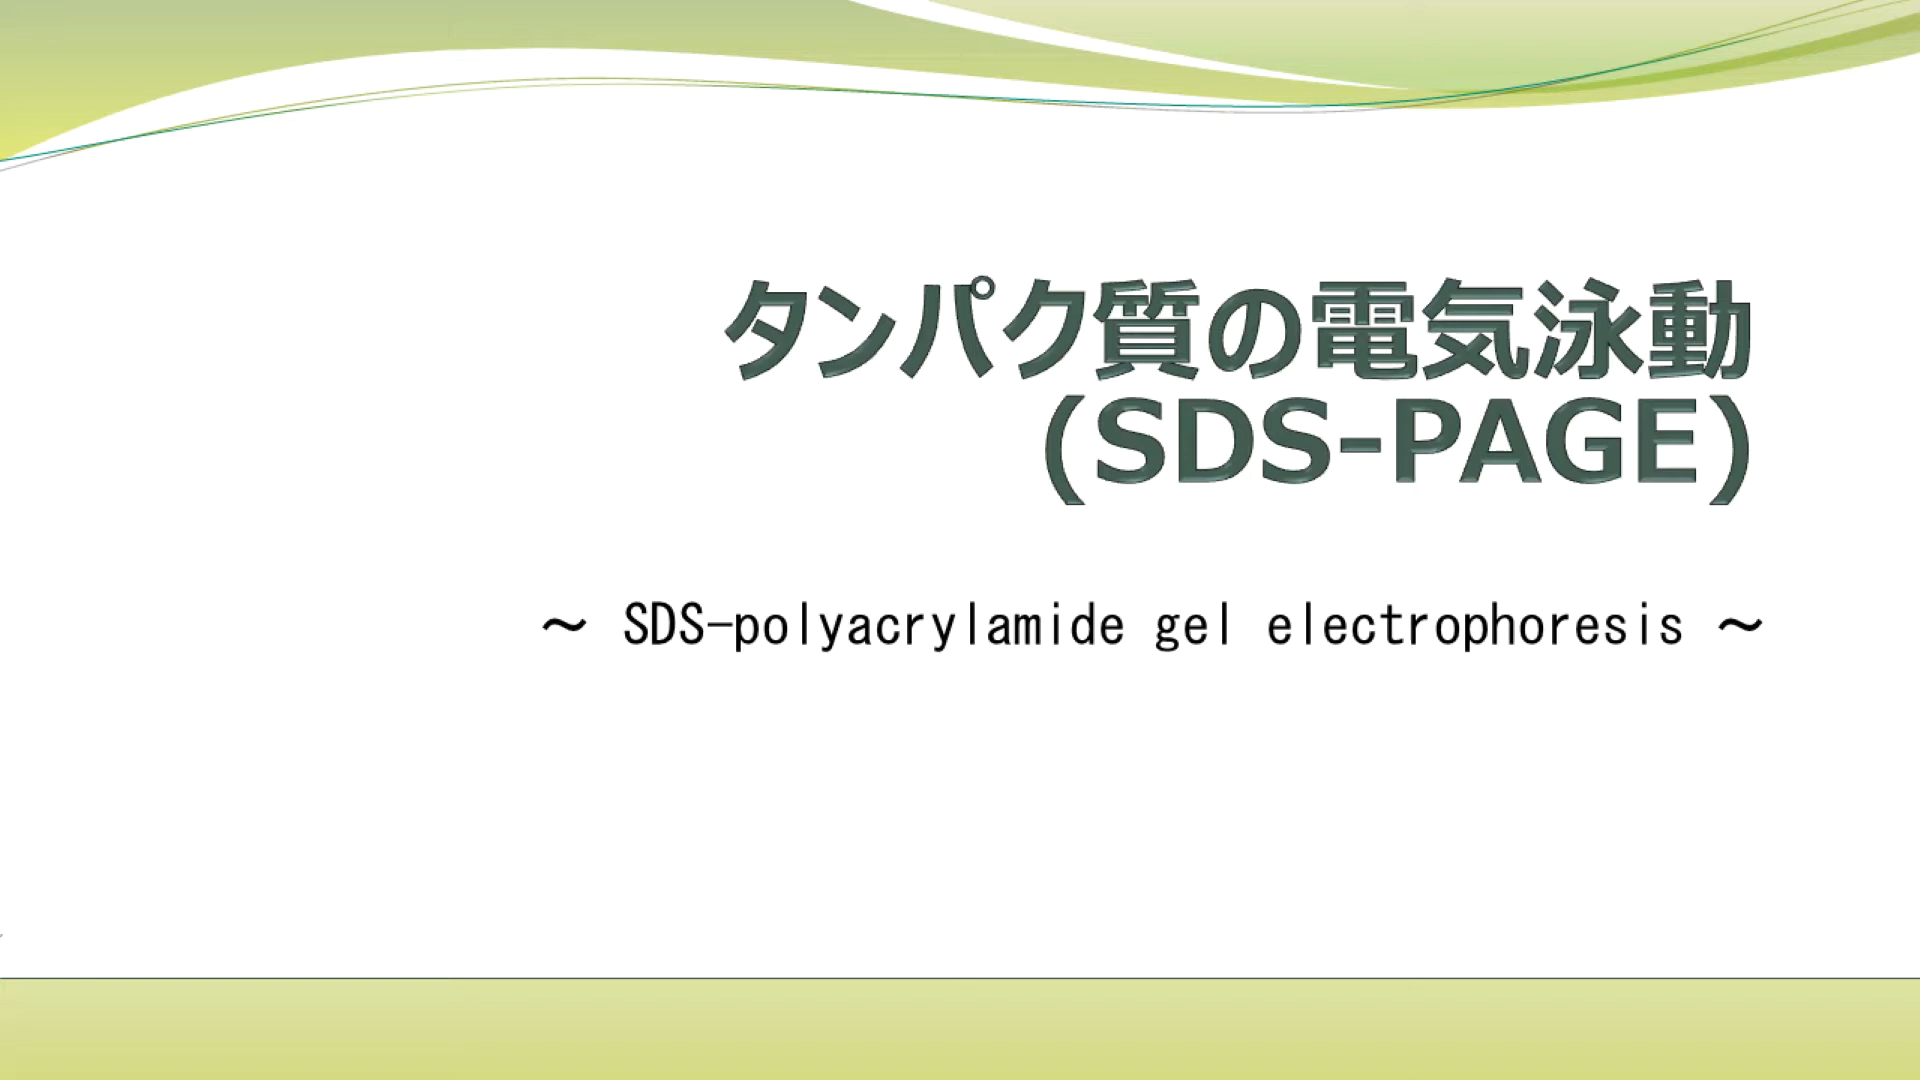 タンパク質の電気泳動
(SDS-PAGE)
～ SDS-polyacrylamide gel electrophoresis ～